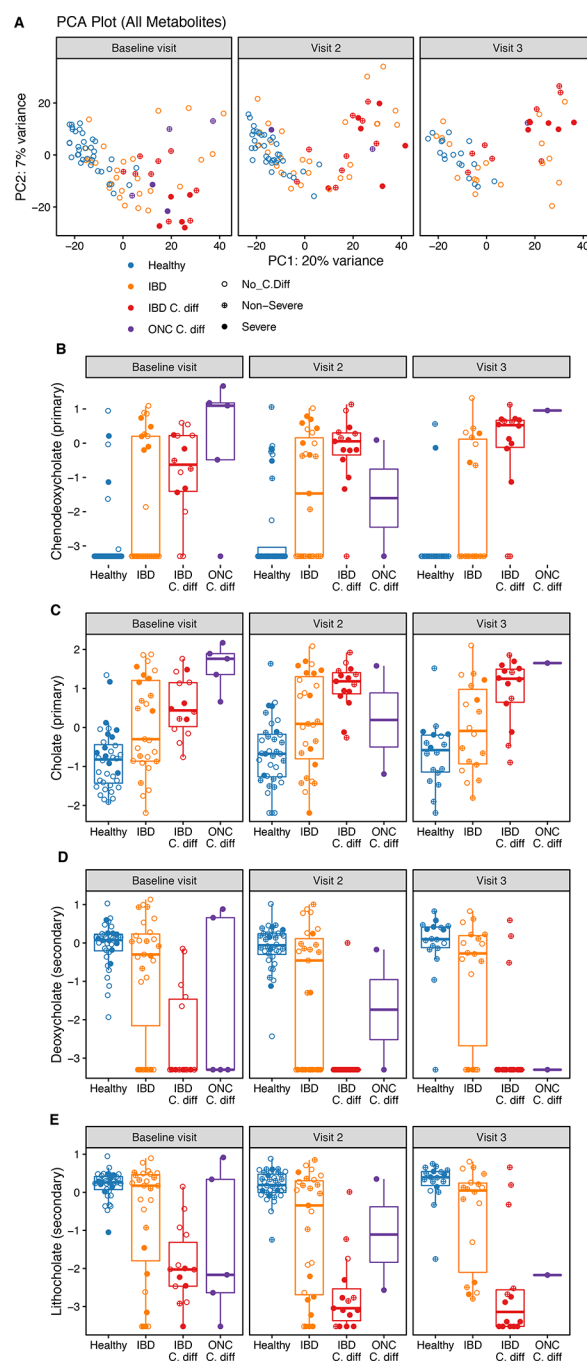 A PCA Plot (All Metabolites)
Baseline visit Visit 2 Visit 3
PC2: 7% variance
20
0
−20
−20 0 20 40 −20 0 20 40 −20 0 20 40
PC1: 20% variance
Healthy No_C.Diff
IBD Non−Severe
IBD C. diff Severe
ONC C. diff
B
Baseline visit Visit 2 Visit 3
Chenodeoxycholate (primary)
1
0
−1
−2
−3
Healthy IBD IBD C. diff ONC C. diff Healthy IBD IBD C. diff ONC C. diff Healthy IBD IBD C. diff ONC C. diff
C
Baseline visit Visit 2 Visit 3
Cholate (primary)
2
1
0
−1
−2
Healthy IBD IBD C. diff ONC C. diff Healthy IBD IBD C. diff ONC C. diff Healthy IBD IBD C. diff ONC C. diff
D
Baseline visit Visit 2 Visit 3
Deoxycholate (secondary)
1
0
−1
−2
−3
Healthy IBD IBD C. diff ONC C. diff Healthy IBD IBD C. diff ONC C. diff Healthy IBD IBD C. diff ONC C. diff
E
Baseline visit Visit 2 Visit 3
Lithocholate (secondary)
1
0
−1
−2
−3
Healthy IBD IBD C. diff ONC C. diff Healthy IBD IBD C. diff ONC C. diff Healthy IBD IBD C. diff ONC C. diff